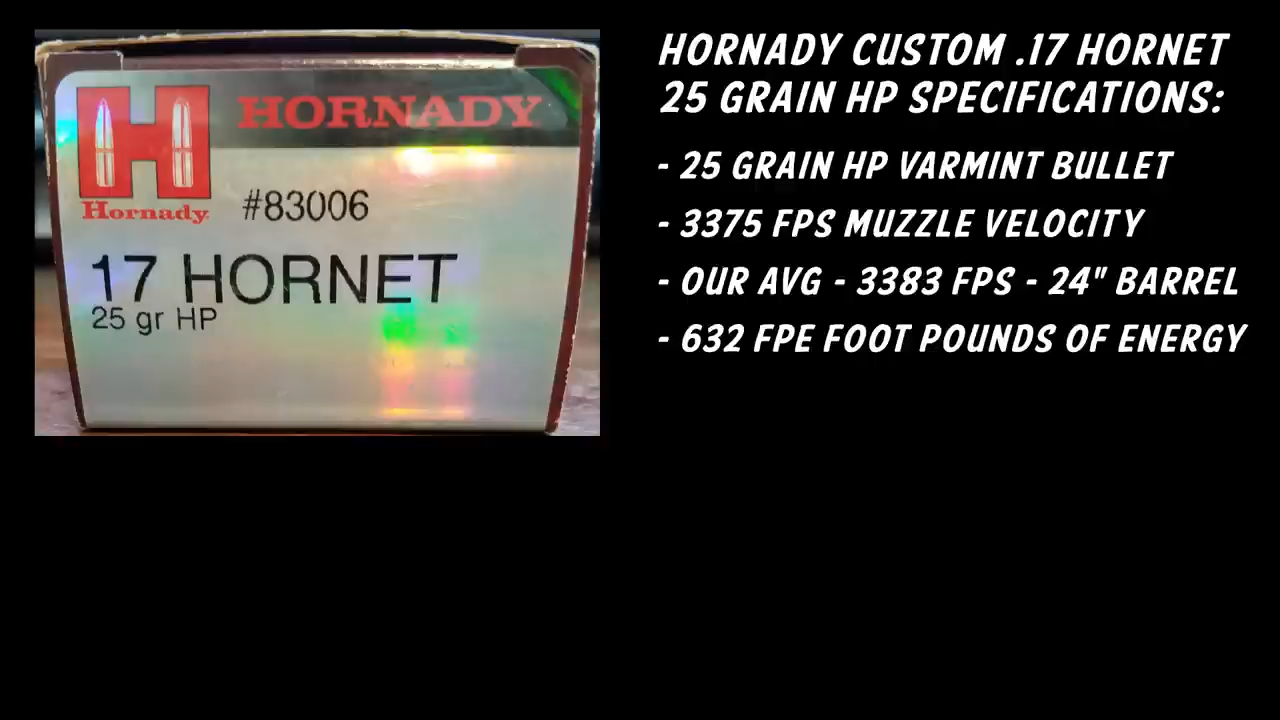 HORNADY
Hornady
#83006
17 HORNET
25 gr HP
HORNADY CUSTOM .17 HORNET
25 GRAIN HP SPECIFICATIONS:
- 25 GRAIN HP VARMINT BULLET
- 3375 FPS MUZZLE VELOCITY
- OUR AVG - 3383 FPS - 24" BARREL
- 632 FPE FOOT POUNDS OF ENERGY